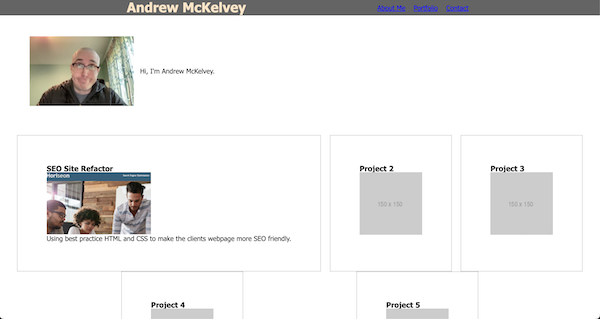 Andrew McKelvey
About Me Portfolio Contact
Hi, I'm Andrew McKelvey.
SEO Site Refactor
Horiseon
Using best practice HTML and CSS to make the clients webpage more SEO friendly.
Project 2
150 x 150
Project 3
150 x 150
Project 4
Project 5